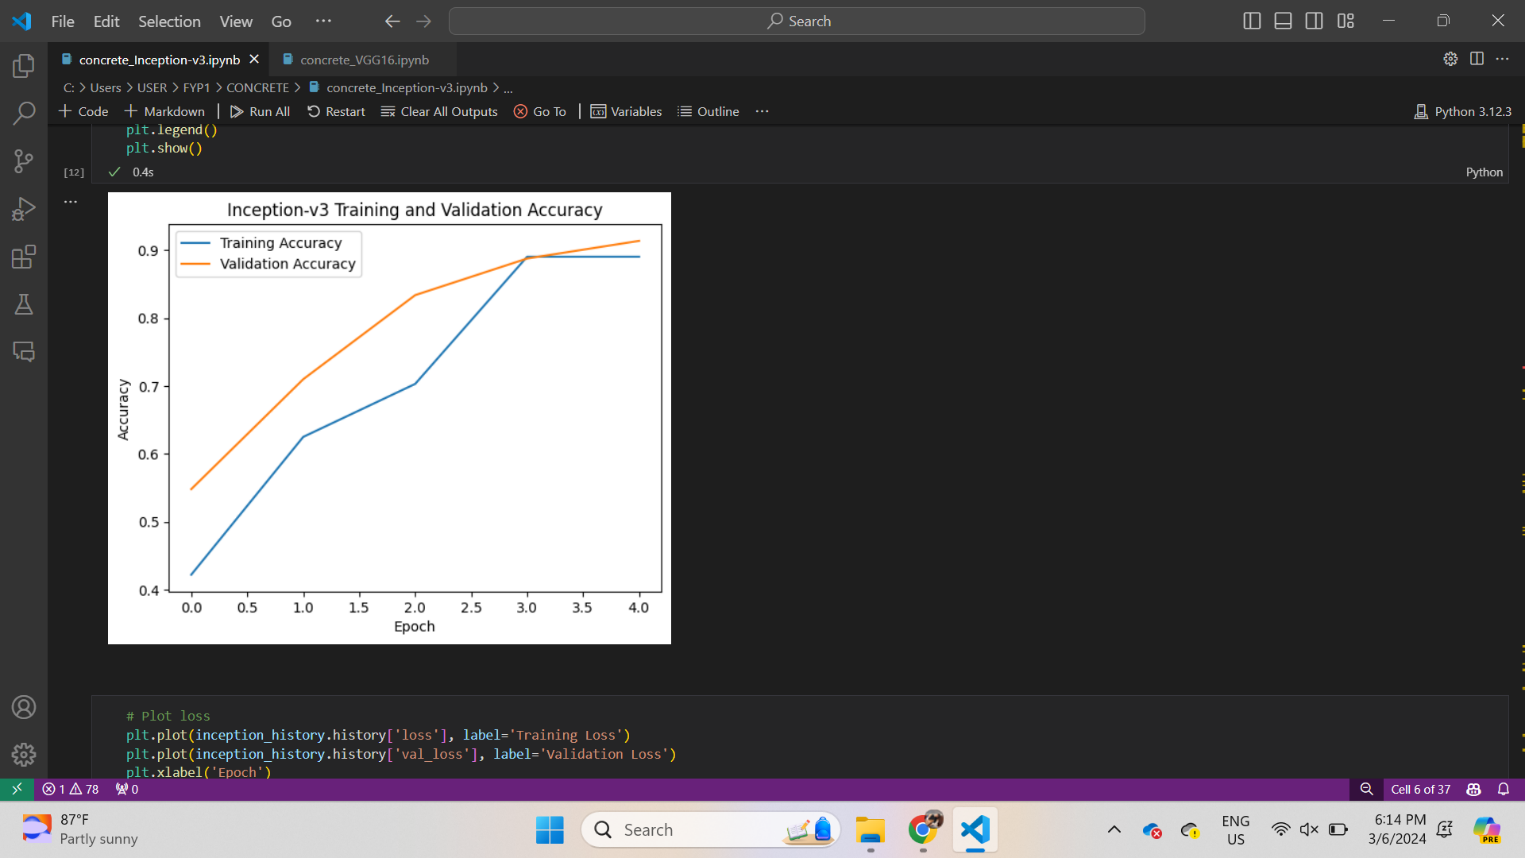 File Edit Selection View Go ··· Search
concrete_Inception-v3.ipynb concrete_VGG16.ipynb
C: > Users > USER > FYP1 > CONCRETE > concrete_Inception-v3.ipynb > ...
+ Code + Markdown | Run All Restart Clear All Outputs Go To | Variables Outline ··· Python 3.12.3
plt.legend()
plt.show()
[12] 0.4s Python
Inception-v3 Training and Validation Accuracy
Training Accuracy
Validation Accuracy
0.9
0.8
0.7
0.6
0.5
0.4
Accuracy
0.0 0.5 1.0 1.5 2.0 2.5 3.0 3.5 4.0
Epoch
# Plot loss
plt.plot(inception_history.history['loss'], label='Training Loss')
plt.plot(inception_history.history['val_loss'], label='Validation Loss')
plt.xlabel('Epoch')
1 78 0 Cell 6 of 37
87°F
Partly sunny
Search
ENG
US
6:14 PM
3/6/2024
PRE